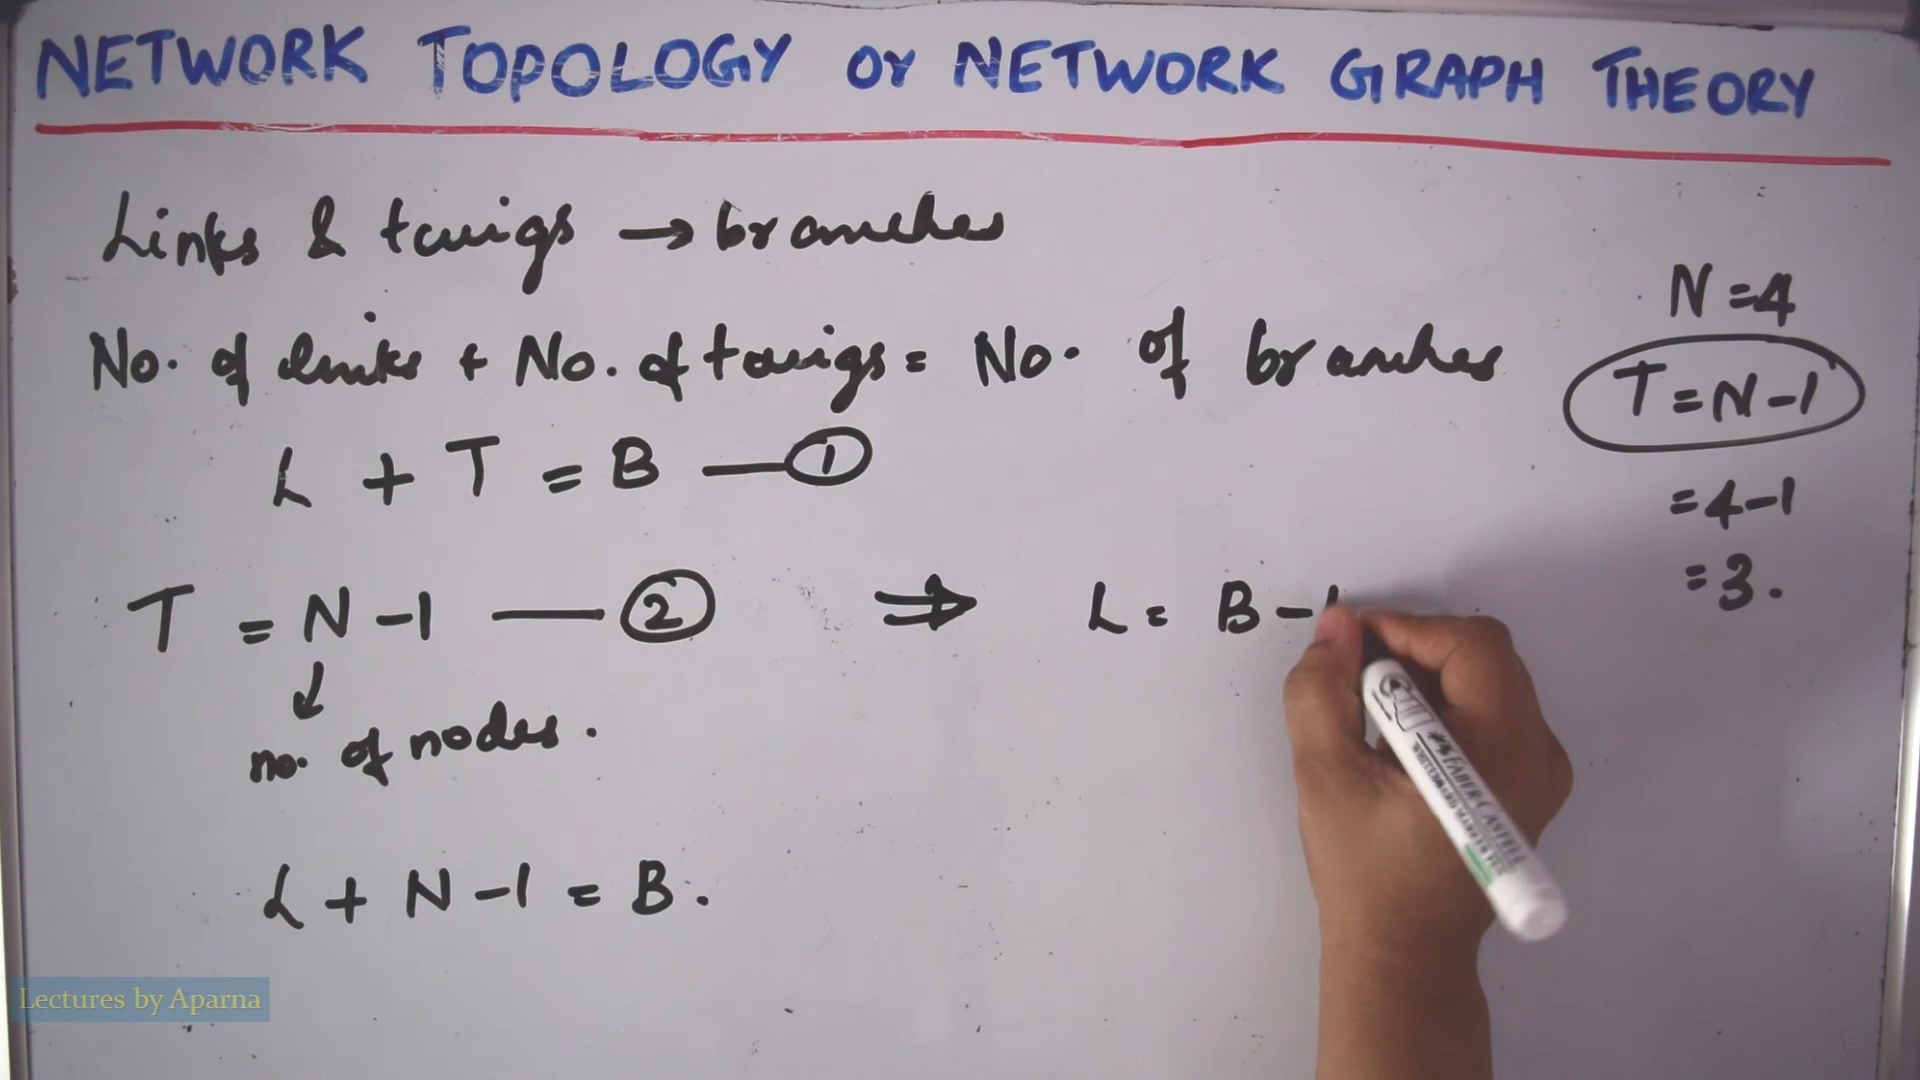 NETWORK TOPOLOGY or NETWORK GRAPH THEORY
Links & twigs → branches
No. of links + No. of twigs = No. of branches
L + T = B — ①
T = N - 1 — ②
↓
no. of nodes.
L + N - 1 = B.
⇒ L = B -
N = 4
T = N - 1
= 4 - 1
= 3.
FABER-CASTELL
Lectures by Aparna